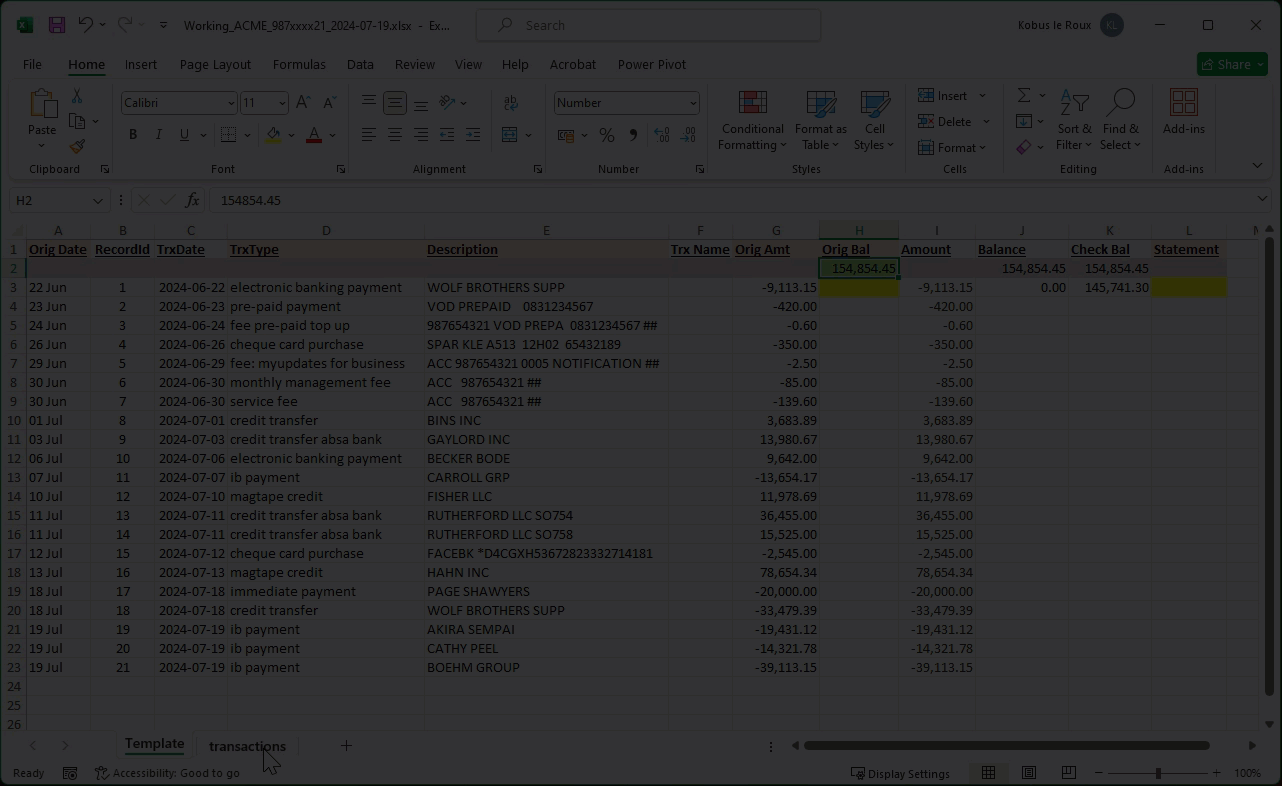 Working_ACME_987xxxx21_2024-07-19.xlsx - Ex...
Search
Kobus le Roux
KL
File Home Insert Page Layout Formulas Data Review View Help Acrobat Power Pivot
Share
Paste
Calibri 11
B I U
ab
Number
% 9
Conditional Formatting
Format as Table
Cell Styles
Insert
Delete
Format
Sort & Filter
Find & Select
Add-ins
Clipboard Font Alignment Number Styles Cells Editing Add-ins
H2 fx 154854.45
A B C D E F G H I J K L
1 Orig Date RecordId TrxDate TrxType Description Trx Name Orig Amt Orig Bal Amount Balance Check Bal Statement
2 154,854.45 154,854.45 154,854.45
3 22 Jun 1 2024-06-22 electronic banking payment WOLF BROTHERS SUPP -9,113.15 -9,113.15 0.00 145,741.30
4 23 Jun 2 2024-06-23 pre-paid payment VOD PREPAID 0831234567 -420.00 -420.00
5 24 Jun 3 2024-06-24 fee pre-paid top up 987654321 VOD PREPA 0831234567 ## -0.60 -0.60
6 26 Jun 4 2024-06-26 cheque card purchase SPAR KLE A513 12H02 65432189 -350.00 -350.00
7 29 Jun 5 2024-06-29 fee: myupdates for business ACC 987654321 0005 NOTIFICATION ## -2.50 -2.50
8 30 Jun 6 2024-06-30 monthly management fee ACC 987654321 ## -85.00 -85.00
9 30 Jun 7 2024-06-30 service fee ACC 987654321 ## -139.60 -139.60
10 01 Jul 8 2024-07-01 credit transfer BINS INC 3,683.89 3,683.89
11 03 Jul 9 2024-07-03 credit transfer absa bank GAYLORD INC 13,980.67 13,980.67
12 06 Jul 10 2024-07-06 electronic banking payment BECKER BODE 9,642.00 9,642.00
13 07 Jul 11 2024-07-07 ib payment CARROLL GRP -13,654.17 -13,654.17
14 10 Jul 12 2024-07-10 magtape credit FISHER LLC 11,978.69 11,978.69
15 11 Jul 13 2024-07-11 credit transfer absa bank RUTHERFORD LLC SO754 36,455.00 36,455.00
16 11 Jul 14 2024-07-11 credit transfer absa bank RUTHERFORD LLC SO758 15,525.00 15,525.00
17 12 Jul 15 2024-07-12 cheque card purchase FACEBK *D4CGXH53672823332714181 -2,545.00 -2,545.00
18 13 Jul 16 2024-07-13 magtape credit HAHN INC 78,654.34 78,654.34
19 18 Jul 17 2024-07-18 immediate payment PAGE SHAWYERS -20,000.00 -20,000.00
20 18 Jul 18 2024-07-18 credit transfer WOLF BROTHERS SUPP -33,479.39 -33,479.39
21 19 Jul 19 2024-07-19 ib payment AKIRA SEMPAI -19,431.12 -19,431.12
22 19 Jul 20 2024-07-19 ib payment CATHY PEEL -14,321.78 -14,321.78
23 19 Jul 21 2024-07-19 ib payment BOEHM GROUP -39,113.15 -39,113.15
24
25
26
Template transactions
Ready Accessibility: Good to go Display Settings 100%